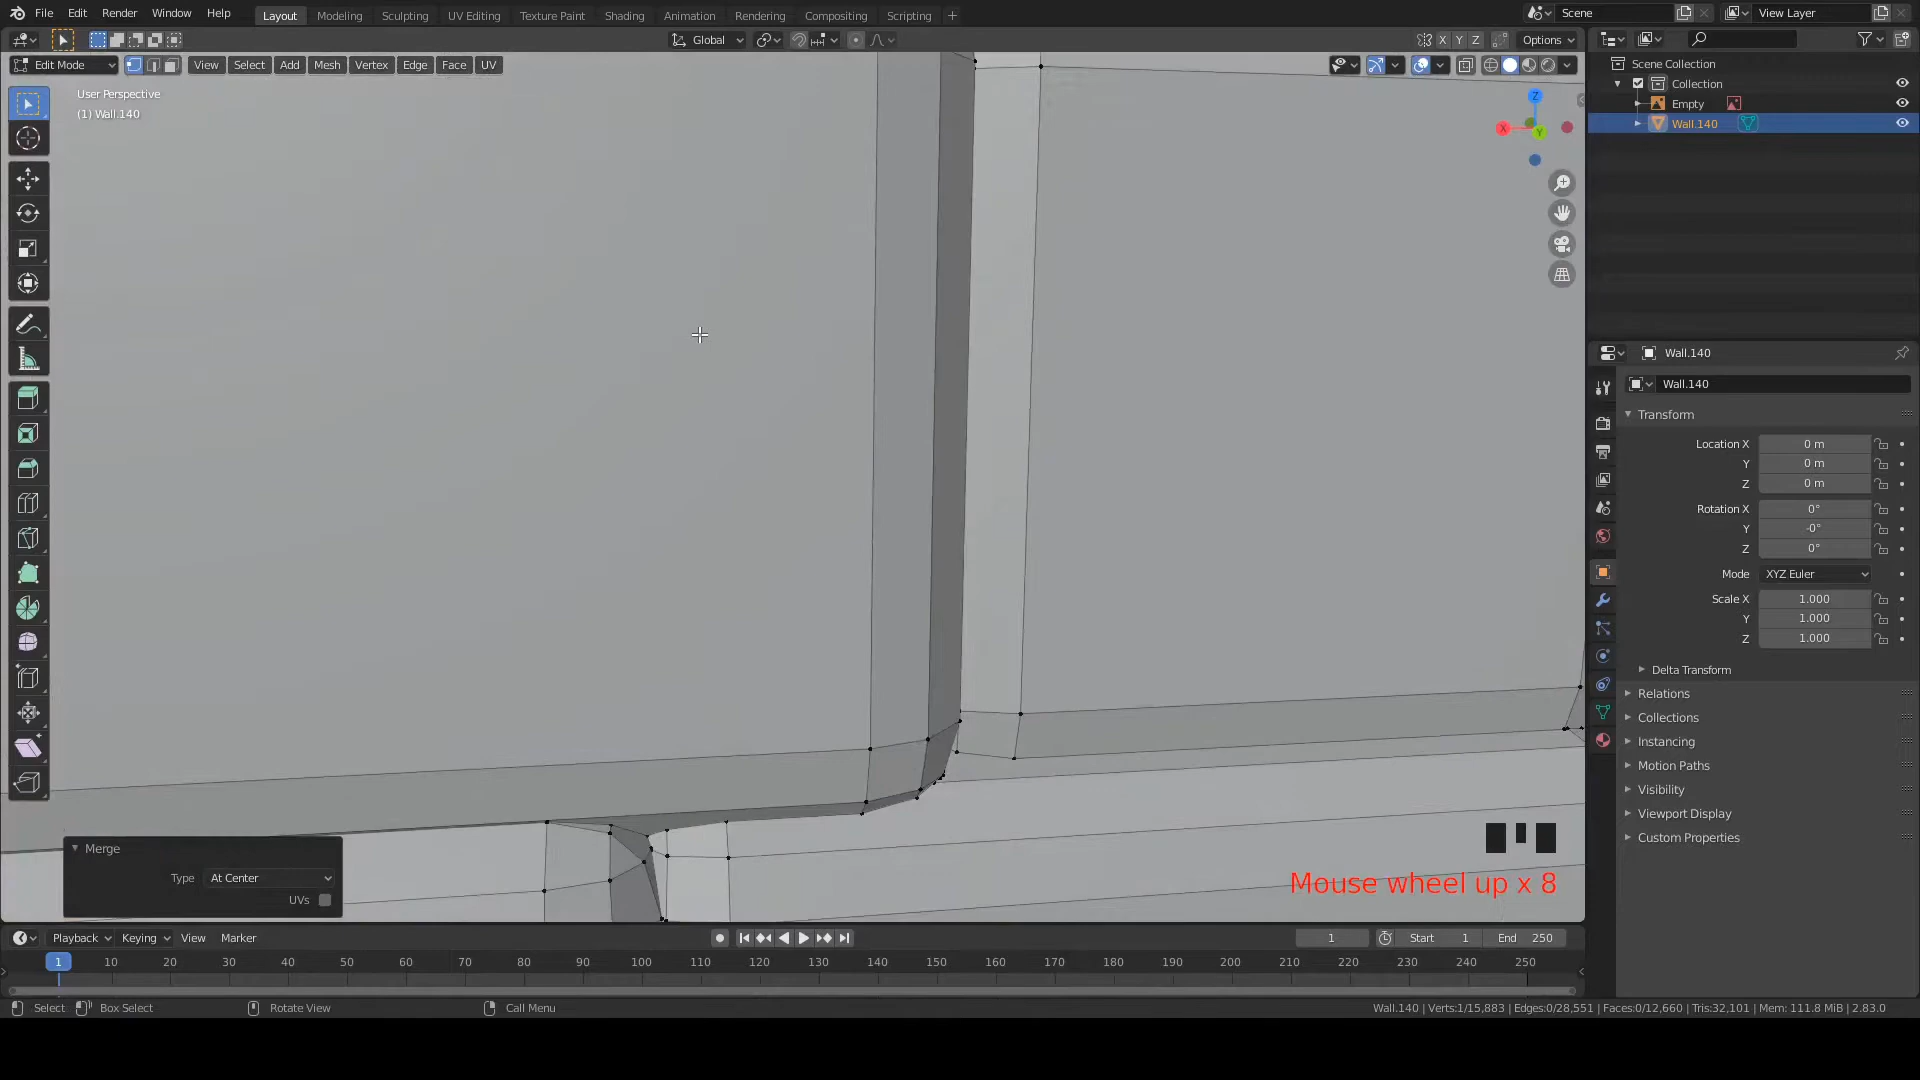 File Edit Render Window Help Layout Modeling Sculpting UV Editing Texture Paint Shading Animation Rendering Compositing Scripting + Scene View Layer
Global X Y Z Options
Edit Mode View Select Add Mesh Vertex Edge Face UV
User Perspective
(1) Wall.140
Z
X
Y
Scene Collection
Collection
Empty
Wall.140
Wall.140
Wall.140
Transform
Location X 0 m
Y 0 m
Z 0 m
Rotation X 0°
Y -0°
Z 0°
Mode XYZ Euler
Scale X 1.000
Y 1.000
Z 1.000
Delta Transform
Relations
Collections
Instancing
Motion Paths
Visibility
Viewport Display
Custom Properties
Merge
Type At Center
UVs
Mouse wheel up x 8
Playback Keying View Marker 1 Start 1 End 250
1 10 20 30 40 50 60 70 80 90 100 110 120 130 140 150 160 170 180 190 200 210 220 230 240 250
Select Box Select Rotate View Call Menu Wall.140 | Verts:1/15,883 | Edges:0/28,551 | Faces:0/12,660 | Tris:32,101 | Mem: 111.8 MiB | 2.83.0